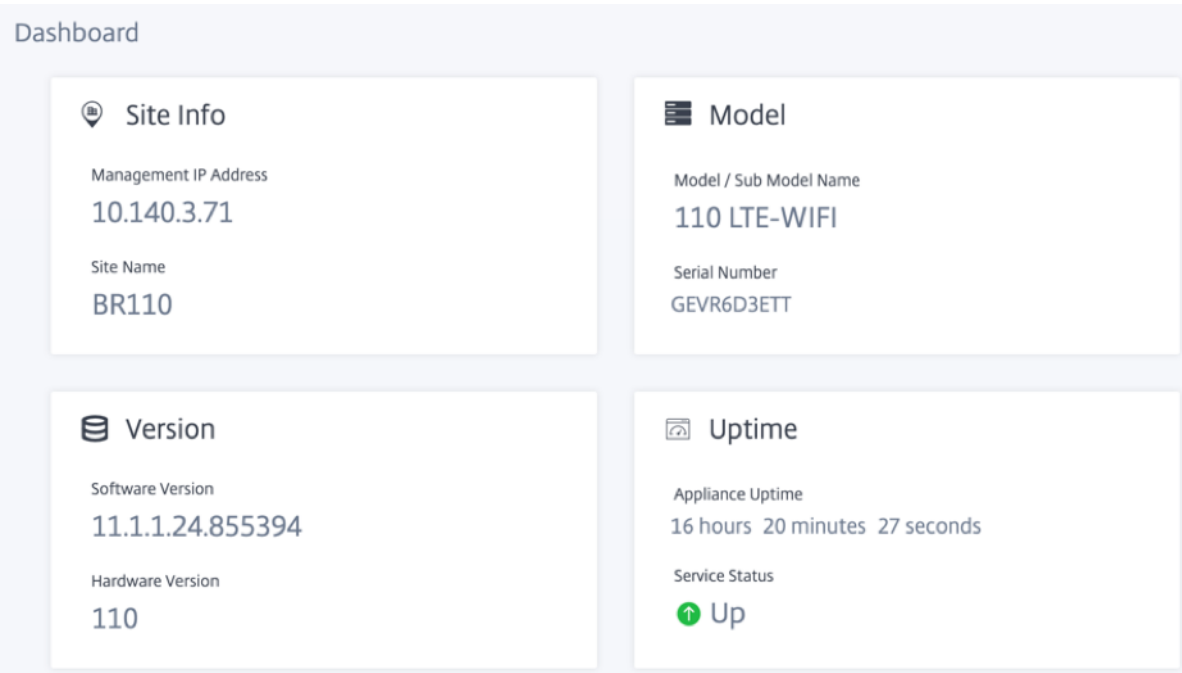 Dashboard
Site Info
Management IP Address
10.140.3.71
Site Name
BR110
Model
Model / Sub Model Name
110 LTE-WIFI
Serial Number
GEVR6D3ETT
Version
Software Version
11.1.1.24.855394
Hardware Version
110
Uptime
Appliance Uptime
16 hours 20 minutes 27 seconds
Service Status
Up